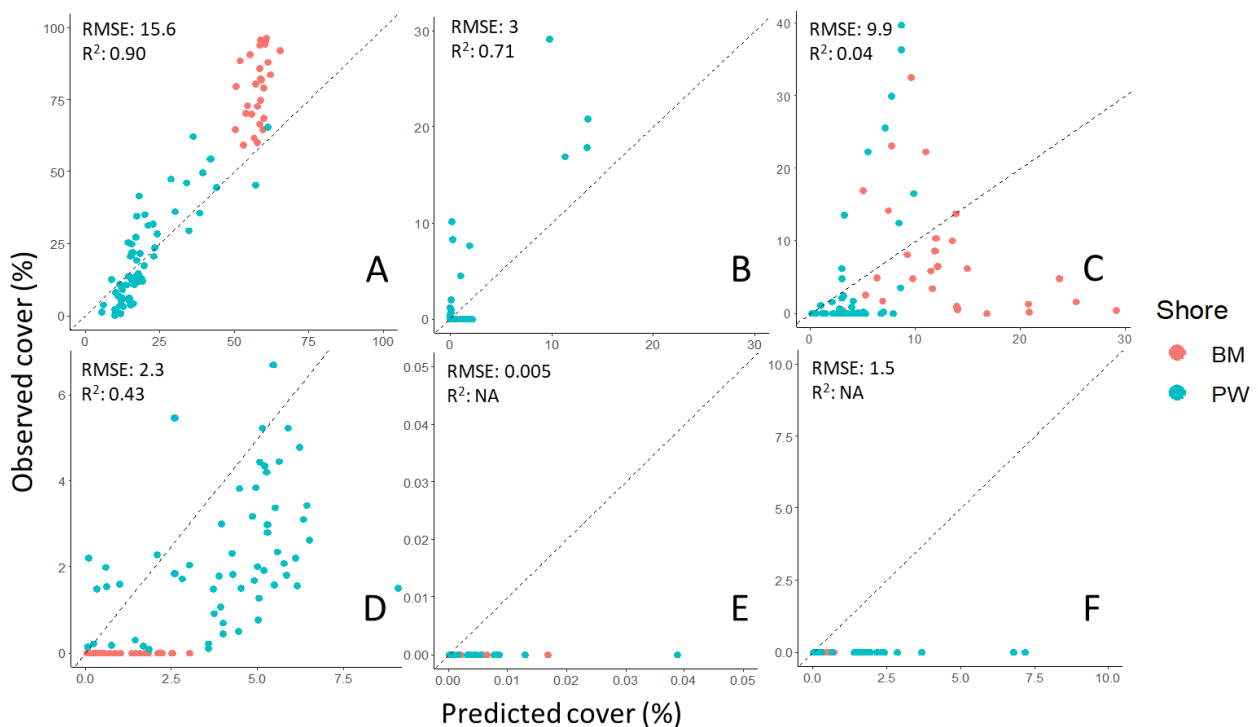 RMSE: 15.6
R²: 0.90
A
100
75
50
25
0
0 25 50 75 100
RMSE: 3
R²: 0.71
B
30
20
10
0
0 10 20 30
RMSE: 9.9
R²: 0.04
C
40
30
20
10
0
0 10 20 30
RMSE: 2.3
R²: 0.43
D
6
4
2
0
0.0 2.5 5.0 7.5
RMSE: 0.005
R²: NA
E
0.05
0.04
0.03
0.02
0.01
0.00
0.00 0.01 0.02 0.03 0.04 0.05
RMSE: 1.5
R²: NA
F
10.0
7.5
5.0
2.5
0.0
0.0 2.5 5.0 7.5 10.0
Observed cover (%)
Predicted cover (%)
Shore
BM
PW